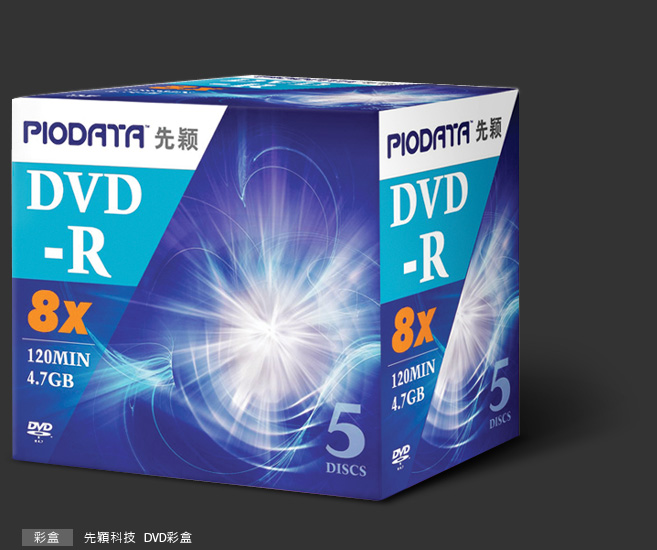 PIODATA™ 先颖
DVD
-R
8x
120MIN
4.7GB
DVD
5
DISCS
PIODATA™ 先颖
DVD
-R
8x
120MIN
4.7GB
DVD
5
DISCS
彩盒 先穎科技 DVD彩盒